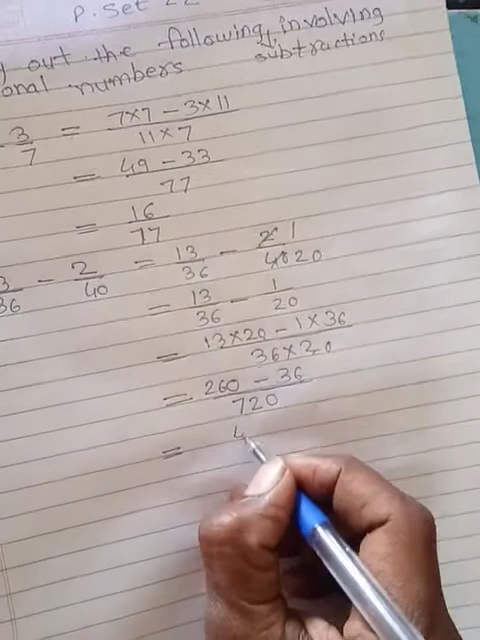 P. Set 22
out the following involving
subtractions
onal numbers
3/7 = 7×7 − 3×11 / 11×7
= 49 − 33 / 77
= 16/77
3/36 − 2/40 = 13/36 − 2 1/40 20
= 13/36 − 1/20
= 13×20 − 1×36 / 36×20
= 260 − 36 / 720
=